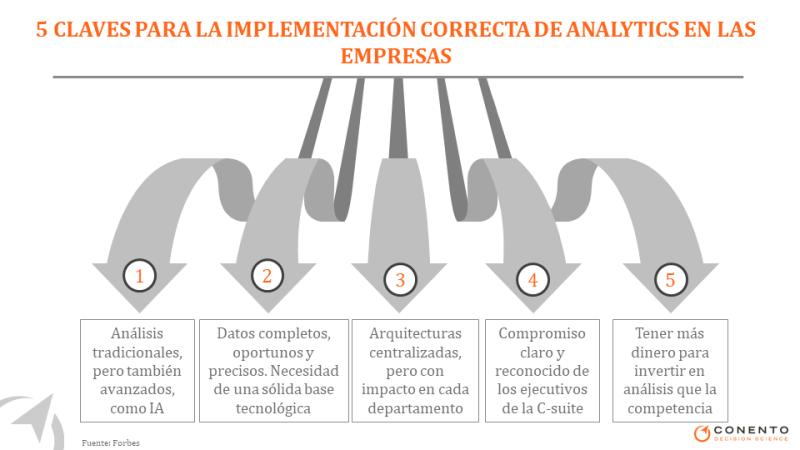 5 CLAVES PARA LA IMPLEMENTACIÓN CORRECTA DE ANALYTICS EN LAS
EMPRESAS
1
2
3
4
5
Análisis
tradicionales,
pero también
avanzados,
como IA
Datos completos,
oportunos y
precisos. Necesidad
de una sólida base
tecnológica
Arquitecturas
centralizadas,
pero con
impacto en cada
departamento
Compromiso
claro y
reconocido de
los ejecutivos
de la C-suite
Tener más
dinero para
invertir en
análisis que la
competencia
CONENTO
DECISION SCIENCE
Fuente: Forbes